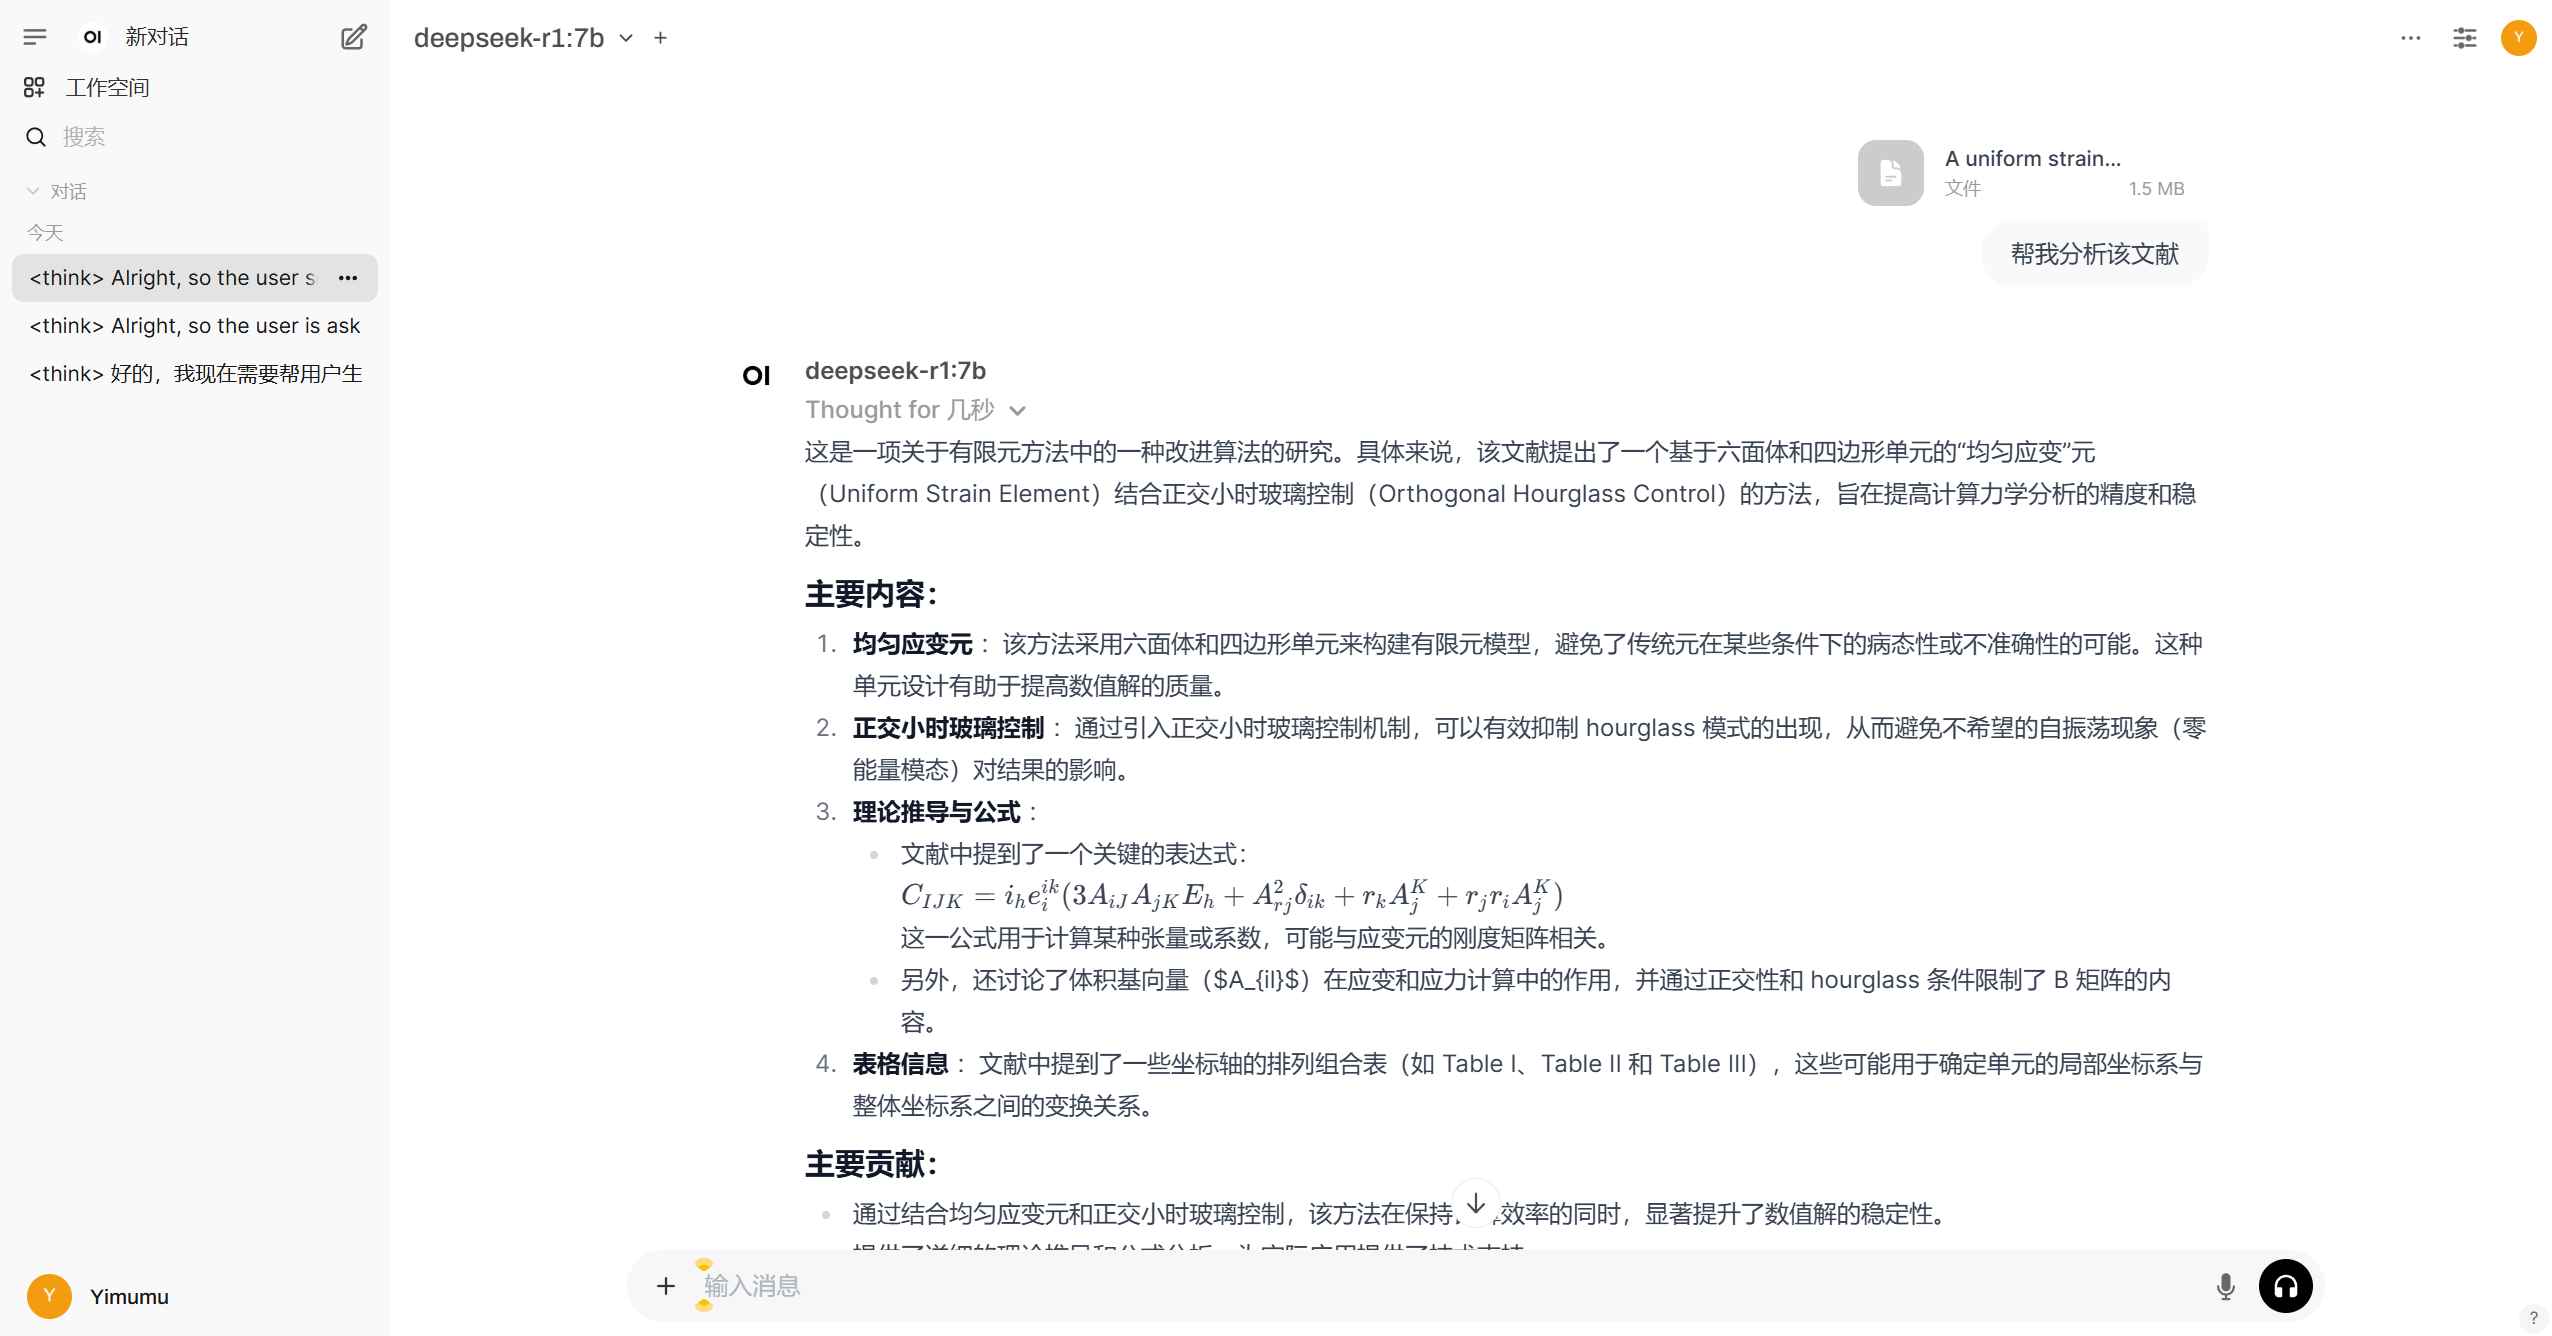 OI 新对话
工作空间
搜索
对话
今天
<think> Alright, so the user s
<think> Alright, so the user is ask
<think> 好的，我现在需要帮用户生
Y Yimumu
deepseek-r1:7b
Y
A uniform strain...
文件 1.5 MB
帮我分析该文献
OI deepseek-r1:7b
Thought for 几秒
这是一项关于有限元方法中的一种改进算法的研究。具体来说，该文献提出了一个基于六面体和四边形单元的“均匀应变”元
（Uniform Strain Element）结合正交小时玻璃控制（Orthogonal Hourglass Control）的方法，旨在提高计算力学分析的精度和稳
定性。
主要内容：
1. 均匀应变元：该方法采用六面体和四边形单元来构建有限元模型，避免了传统元在某些条件下的病态性或不准确性的可能。这种
单元设计有助于提高数值解的质量。
2. 正交小时玻璃控制：通过引入正交小时玻璃控制机制，可以有效抑制 hourglass 模式的出现，从而避免不希望的自振荡现象（零
能量模态）对结果的影响。
3. 理论推导与公式：
文献中提到了一个关键的表达式：
$C_{IJK} = i_h e_i^{ik}(3A_{iJ}A_{jK}E_h + A_{rj}^2\delta_{ik} + r_k A_j^K + r_j r_i A_j^K)$
这一公式用于计算某种张量或系数，可能与应变元的刚度矩阵相关。
另外，还讨论了体积基向量（$A_{il}$）在应变和应力计算中的作用，并通过正交性和 hourglass 条件限制了 B 矩阵的内
容。
4. 表格信息：文献中提到了一些坐标轴的排列组合表（如 Table I、Table II 和 Table III），这些可能用于确定单元的局部坐标系与
整体坐标系之间的变换关系。
主要贡献：
通过结合均匀应变元和正交小时玻璃控制，该方法在保持效率的同时，显著提升了数值解的稳定性。
输入消息
?